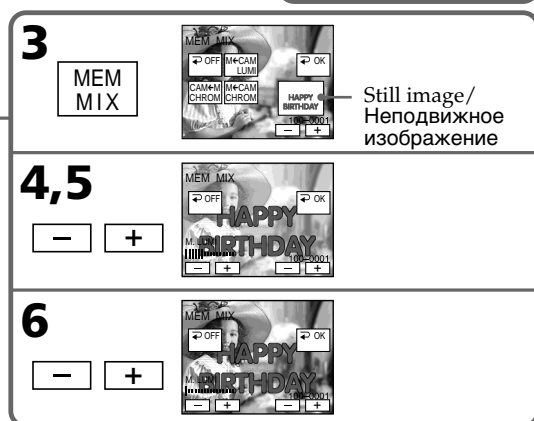 3
MEM
MIX
MEM MIX
OFF
M←CAM
LUMI
OK
CAM←M
CHROM
M←CAM
CHROM
HAPPY
BIRTHDAY
100–0001
– +
Still image/
Неподвижное
изображение
4,5
– +
MEM MIX
OFF
OK
HAPPY
BIRTHDAY
M. LUMI
100–0001
– + – +
6
– +
MEM MIX
OFF
OK
HAPPY
BIRTHDAY
M. LUMI
100–0001
– + – +